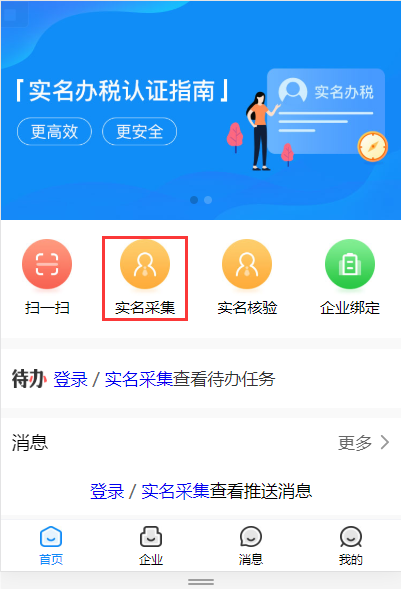 「实名办税认证指南」
实名办税
更高效
更安全
扫一扫
实名采集
实名核验
企业绑定
待办 登录 / 实名采集查看待办任务
消息
更多
登录 / 实名采集查看推送消息
首页
企业
消息
我的